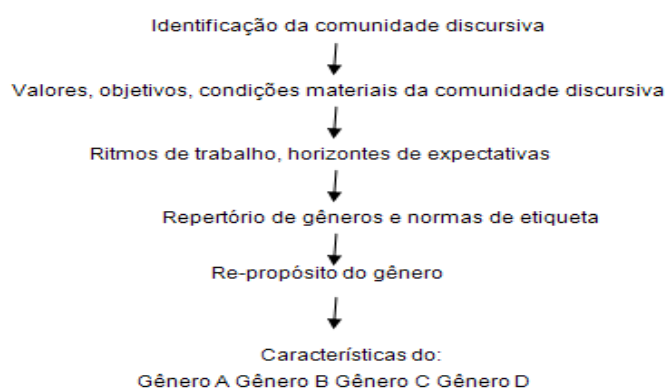 Identificação da comunidade discursiva
Valores, objetivos, condições materiais da comunidade discursiva
Ritmos de trabalho, horizontes de expectativas
Repertório de gêneros e normas de etiqueta
Re-propósito do gênero
Características do:
Gênero A Gênero B Gênero C Gênero D